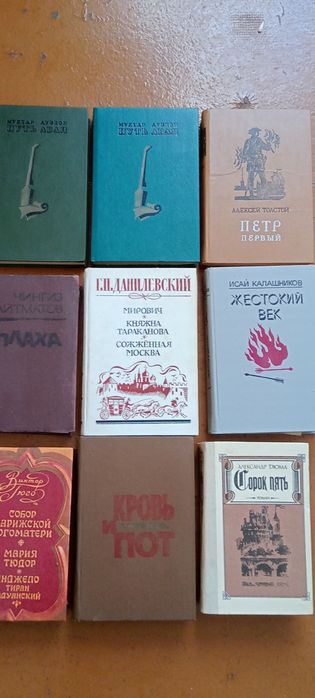 МУХТАР АУЭЗОВ
ПУТЬ АБАЯ
МУХТАР АУЭЗОВ
ПУТЬ АБАЯ
АЛЕКСЕЙ ТОЛСТОЙ
ПЕТР
ПЕРВЫЙ
ЧИНГИЗ
АЙТМАТОВ
ПЛАХА
Г.П.ДАНИЛЕВСКИЙ
МИРОВИЧ
КНЯЖНА
ТАРАКАНОВА
СОЖЖЁННАЯ
МОСКВА
ИСАЙ КАЛАШНИКОВ
ЖЕСТОКИЙ
ВЕК
Виктор
Гюго
СОБОР
ПАРИЖСКОЙ
БОГОМАТЕРИ
МАРИЯ
ТЮДОР
АНДЖЕЛО
ТИРАН
ПАДУАНСКИЙ
КРОВЬ
И
ПОТ
АЛЕКСАНДР ДЮМА
Сорок пять
РОМАН